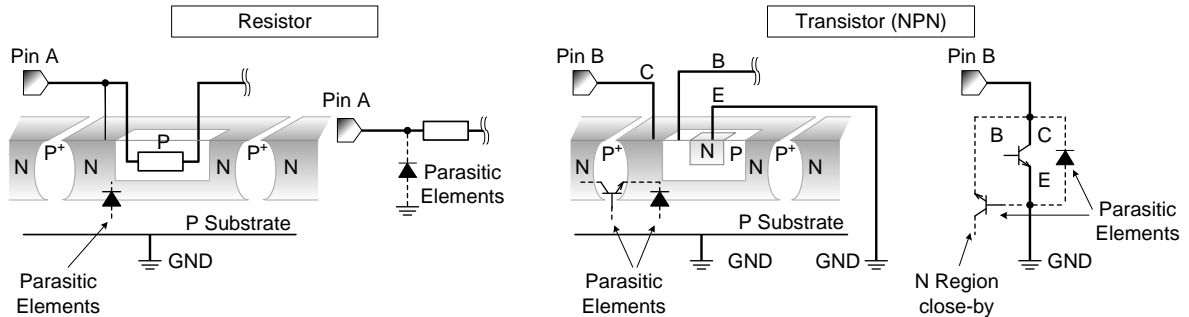 Resistor
Transistor (NPN)
Pin A
Pin B
C
B
E
Pin B
Pin A
N
P+
N
P
P+
N
N
P+
N
P
P+
N
N
B
C
E
Parasitic
Elements
P Substrate
GND
Parasitic
Elements
P Substrate
GND
GND
Parasitic
Elements
Parasitic
Elements
GND
N Region
close-by